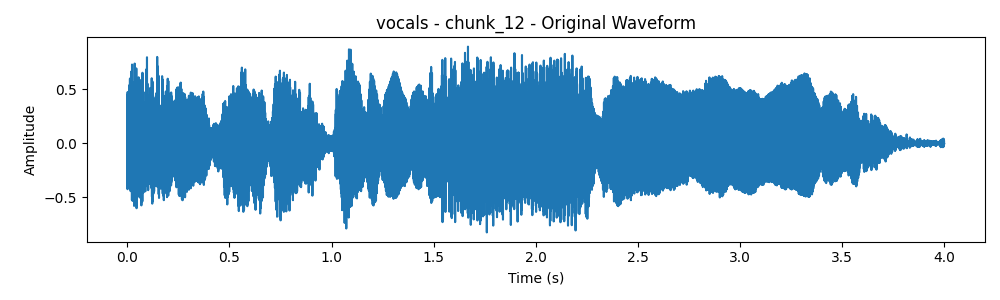 vocals - chunk_12 - Original Waveform
Amplitude
0.5
0.0
−0.5
0.0 0.5 1.0 1.5 2.0 2.5 3.0 3.5 4.0
Time (s)